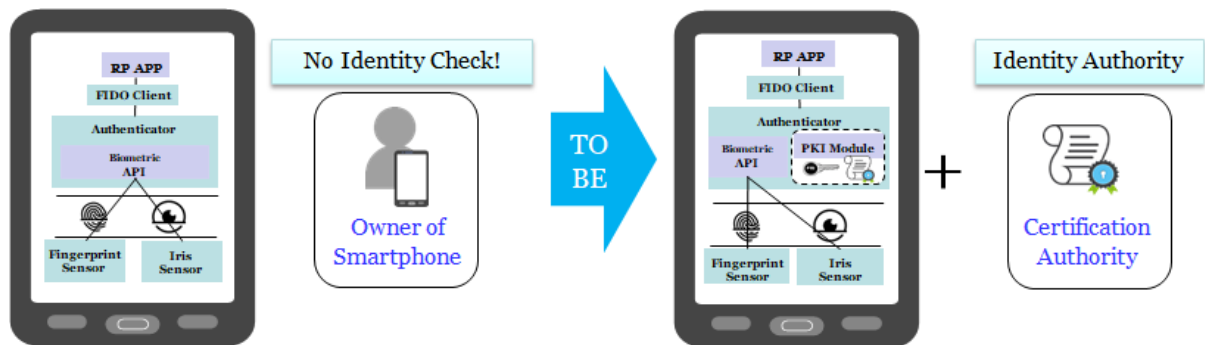 RP APP
FIDO Client
Authenticator
Biometric
API
Fingerprint
Sensor
Iris
Sensor
No Identity Check!
Owner of
Smartphone
TO
BE
RP APP
FIDO Client
Authenticator
Biometric
API
PKI Module
Fingerprint
Sensor
Iris
Sensor
+
Identity Authority
Certification
Authority